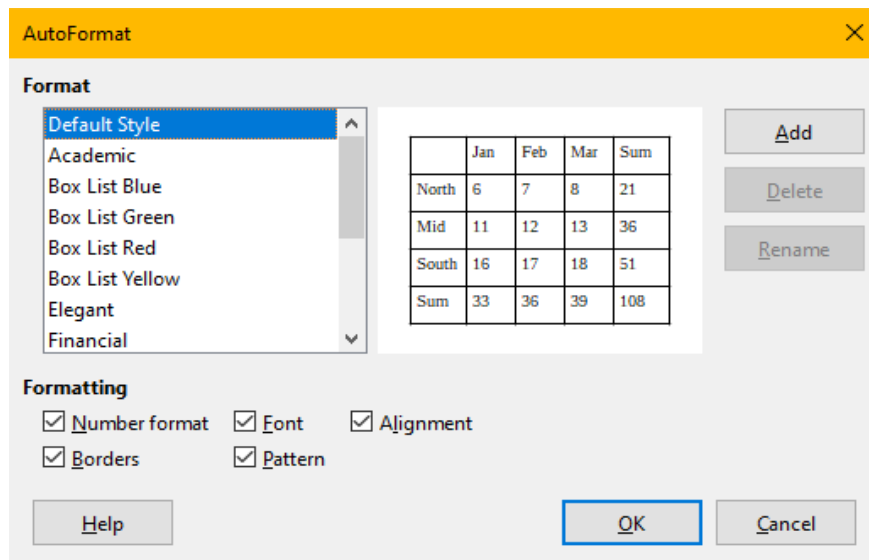 AutoFormat
Format
Default Style
Academic
Box List Blue
Box List Green
Box List Red
Box List Yellow
Elegant
Financial
Jan Feb Mar Sum
North 6 7 8 21
Mid 11 12 13 36
South 16 17 18 51
Sum 33 36 39 108
Add
Delete
Rename
Formatting
Number format Font Alignment
Borders Pattern
Help OK Cancel